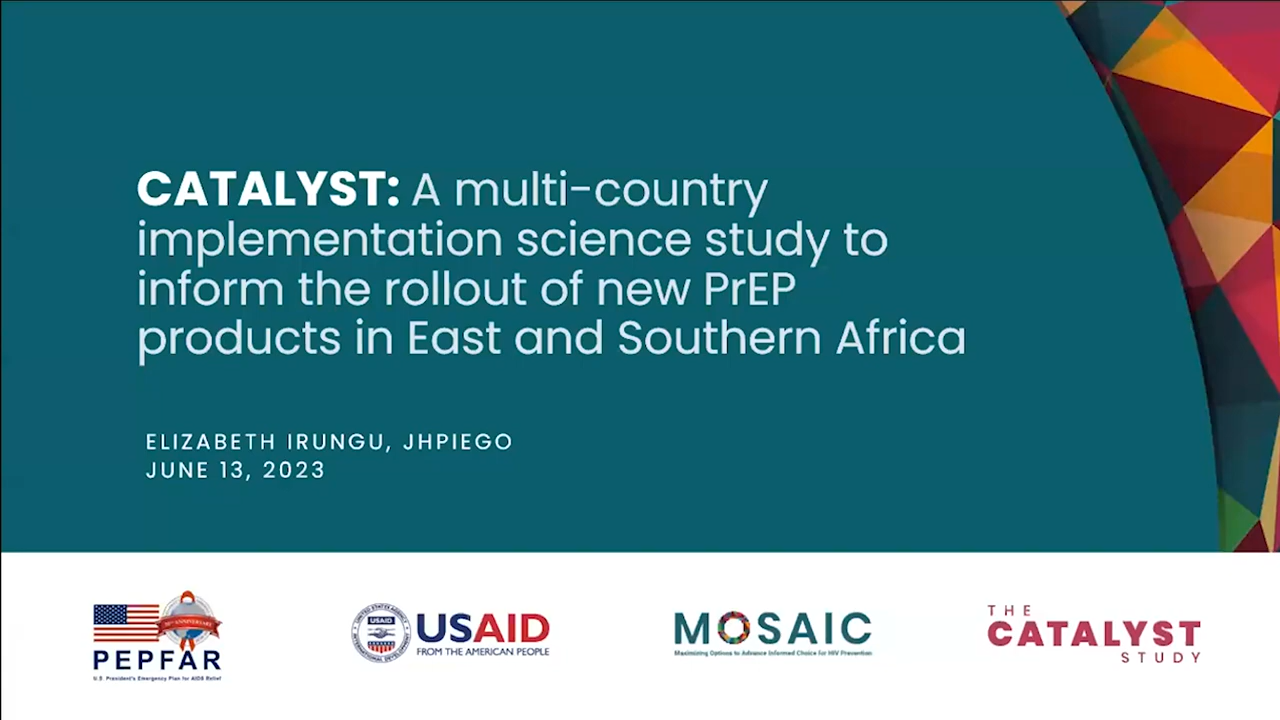 CATALYST: A multi-country
implementation science study to
inform the rollout of new PrEP
products in East and Southern Africa
ELIZABETH IRUNGU, JHPIEGO
JUNE 13, 2023
PEPFAR
U.S. President's Emergency Plan for AIDS Relief
USAID
USAID
FROM THE AMERICAN PEOPLE
MOSAIC
Maximizing Options to Advance Informed Choice for HIV Prevention
THE
CATALYST
STUDY